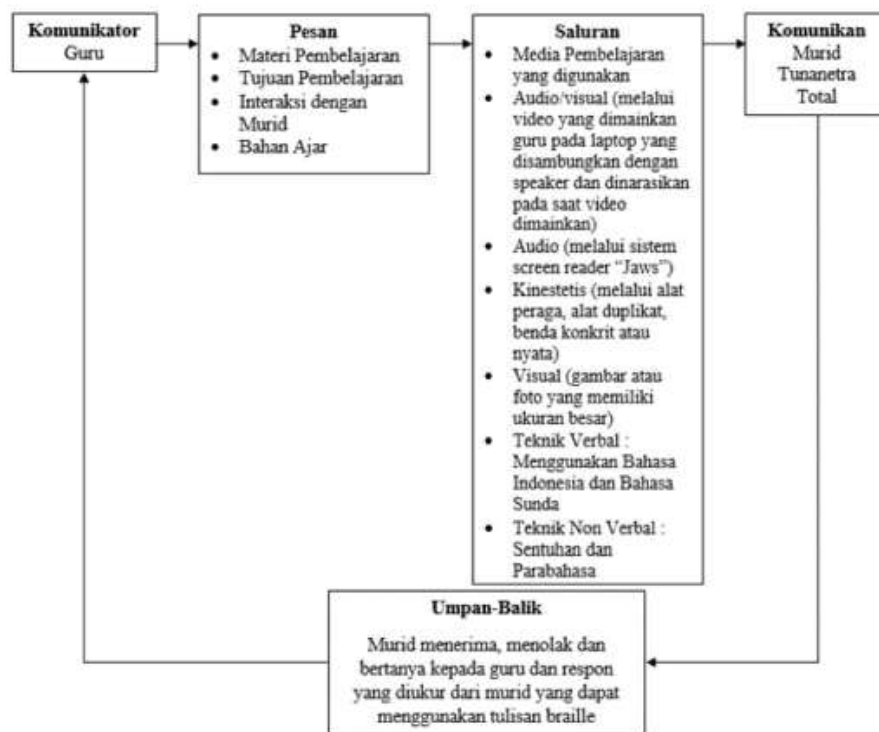 Komunikator
Guru
Pesan
• Materi Pembelajaran
• Tujuan Pembelajaran
• Interaksi dengan
Murid
• Bahan Ajar
Saluran
• Media Pembelajaran
yang digunakan
• Audio/visual (melalui
video yang dimainkan
guru pada laptop yang
disambungkan dengan
speaker dan dinarasikan
pada saat video
dimainkan)
• Audio (melalui sistem
screen reader “Jaws”)
• Kinestetis (melalui alat
peraga, alat duplikat,
benda konkrit atau
nyata)
• Visual (gambar atau
foto yang memiliki
ukuran besar)
• Teknik Verbal :
Menggunakan Bahasa
Indonesia dan Bahasa
Sunda
• Teknik Non Verbal :
Sentuhan dan
Parabahasa
Komunikan
Murid
Tunanetra
Total
Umpan-Balik
Murid menerima, menolak dan
bertanya kepada guru dan respon
yang diukur dari murid yang dapat
menggunakan tulisan braille